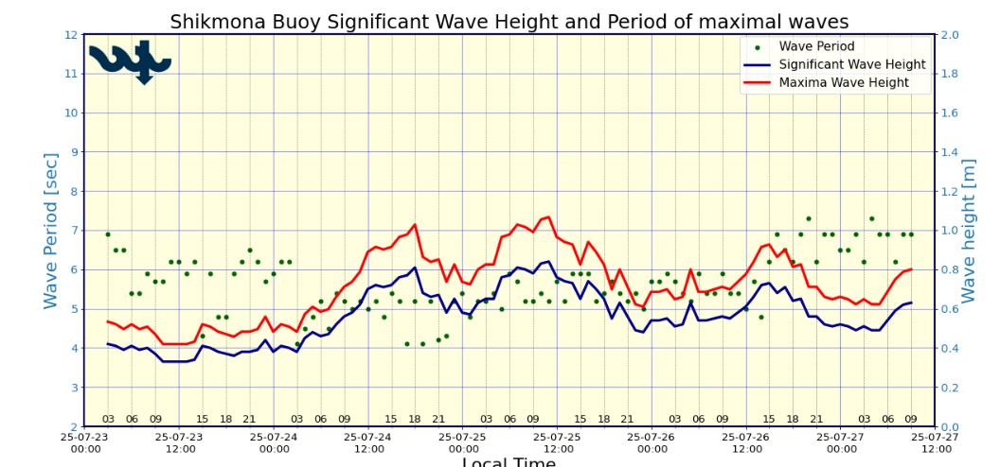 Shikmona Buoy Significant Wave Height and Period of maximal waves
12
11
10
9
8
7
6
5
4
3
2
Wave Period [sec]
2.0
1.8
1.6
1.4
1.2
1.0
0.8
0.6
0.4
0.2
0.0
Wave height [m]
Wave Period
Significant Wave Height
Maxima Wave Height
03 06 09 15 18 21 03 06 09 15 18 21 03 06 09 15 18 21 03 06 09 15 18 21 03 06 09
25-07-23 25-07-23 25-07-24 25-07-24 25-07-25 25-07-25 25-07-26 25-07-26 25-07-27 25-07-27
00:00 12:00 00:00 12:00 00:00 12:00 00:00 12:00 00:00 12:00
Local Time